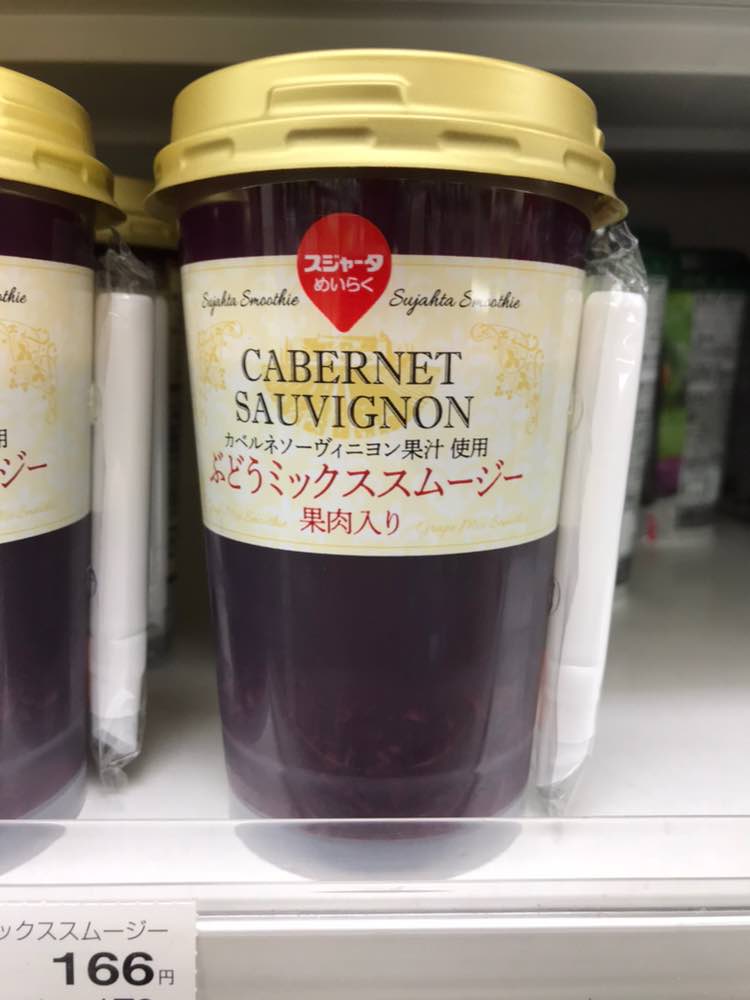 スジャータ
めいらく
Sujahta Smoothie
Sujahta Smoothie
CABERNET
SAUVIGNON
カベルネソーヴィニヨン果汁 使用
ぶどうミックススムージー
果肉入り
Grape Mix Smoothie
ックススムージー
166円